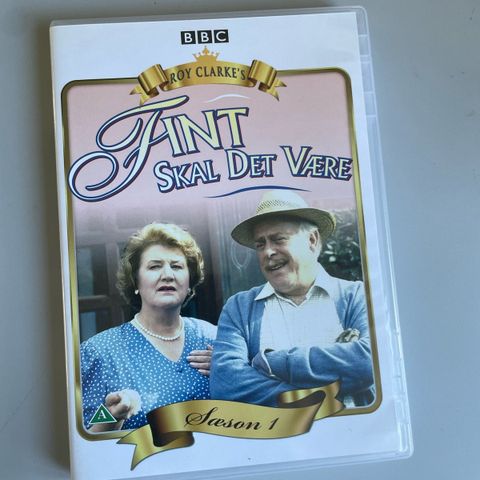 BBC
ROY CLARKE'S
FINT
SKAL DET VÆRE
A
Sæson 1